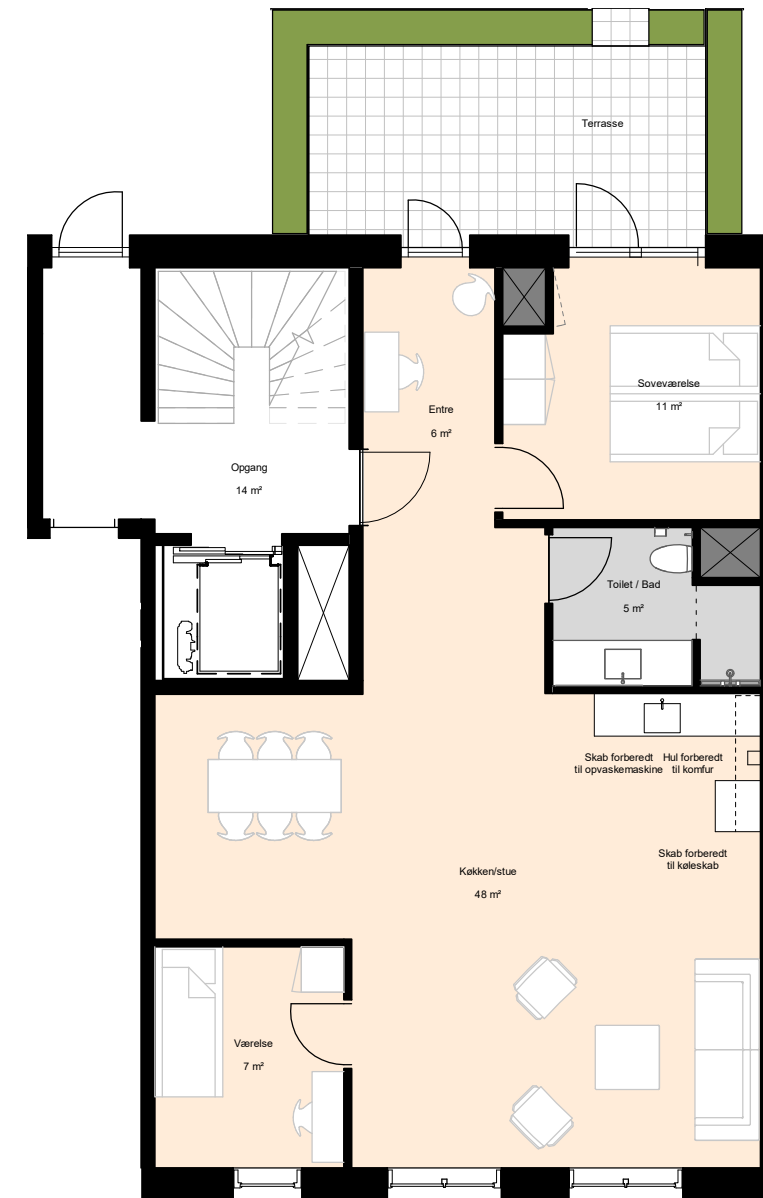 Terrasse
Soveværelse
11 m²
Entre
6 m²
Opgang
14 m²
Toilet / Bad
5 m²
Skab forberedt
til opvaskemaskine
Hul forberedt
til komfur
Skab forberedt
til køleskab
Køkken/stue
48 m²
Værelse
7 m²